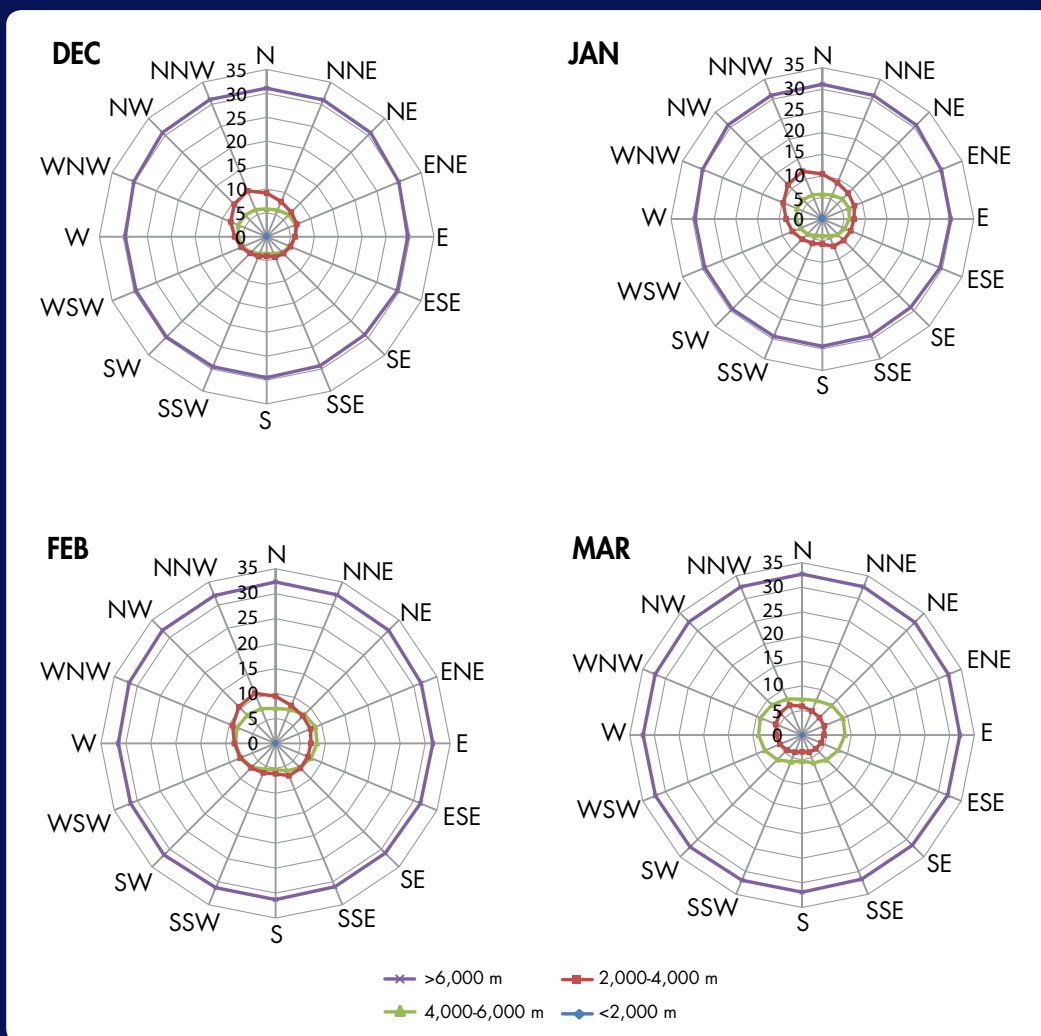 DEC
N
NNE
NE
ENE
E
ESE
SE
SSE
S
SSW
SW
WSW
W
WNW
NW
NNW
35
30
25
20
15
10
5
0
JAN
N
NNE
NE
ENE
E
ESE
SE
SSE
S
SSW
SW
WSW
W
WNW
NW
NNW
35
30
25
20
15
10
5
0
FEB
N
NNE
NE
ENE
E
ESE
SE
SSE
S
SSW
SW
WSW
W
WNW
NW
NNW
35
30
25
20
15
10
5
0
MAR
N
NNE
NE
ENE
E
ESE
SE
SSE
S
SSW
SW
WSW
W
WNW
NW
NNW
35
30
25
20
15
10
5
0
>6,000 m
2,000-4,000 m
4,000-6,000 m
<2,000 m